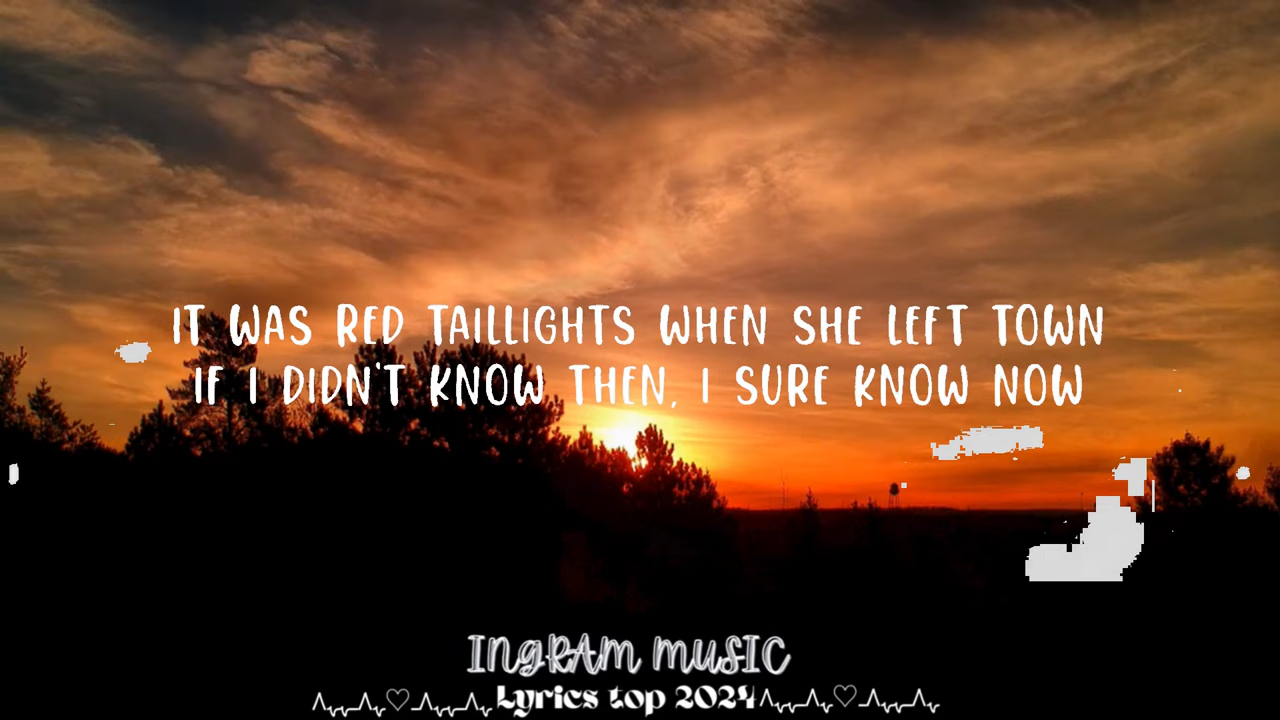 IT WAS RED TAILLIGHTS WHEN SHE LEFT TOWN
IF I DIDN'T KNOW THEN, I SURE KNOW NOW
INGRAM MUSIC
Lyrics top 2024